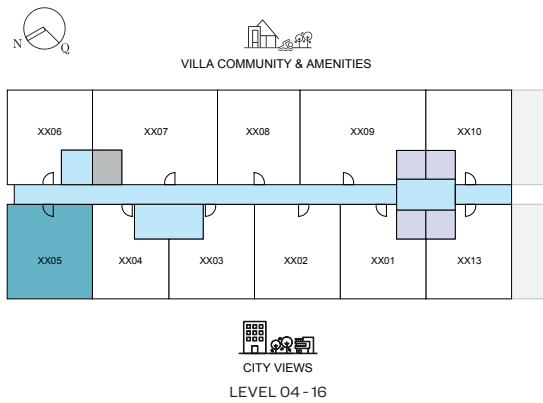 N
Q
VILLA COMMUNITY & AMENITIES
XX06 XX07 XX08 XX09 XX10
XX05 XX04 XX03 XX02 XX01 XX13
CITY VIEWS
LEVEL 04 - 16